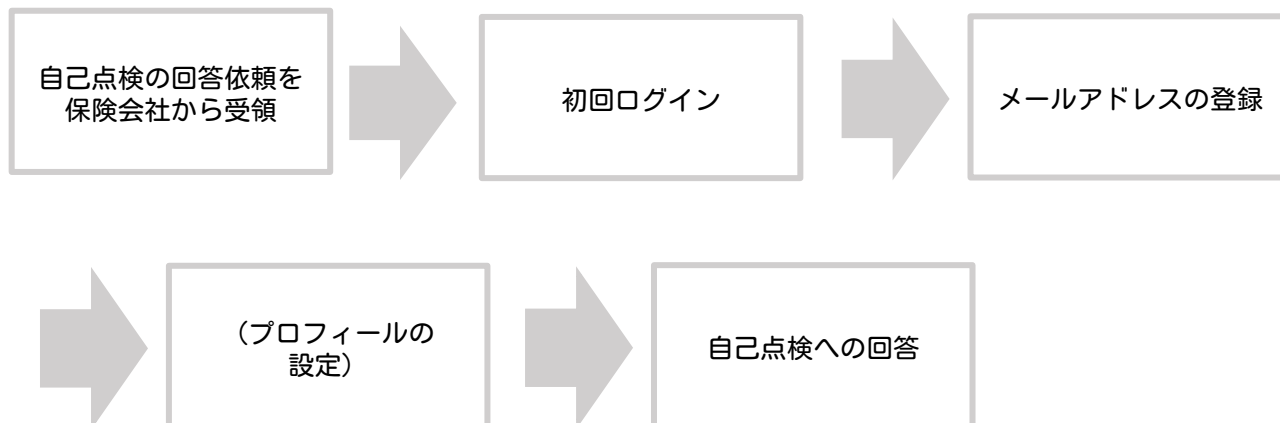 自己点検の回答依頼を
保険会社から受領
初回ログイン
メールアドレスの登録
（プロフィールの
設定）
自己点検への回答